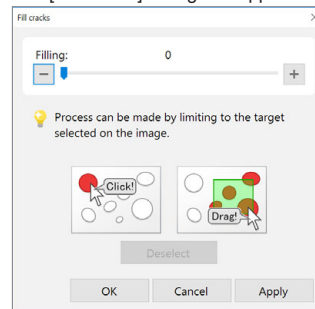 Fill cracks
Filling: 0
Process can be made by limiting to the target
selected on the image.
Click!
Drag!
Deselect
OK Cancel Apply